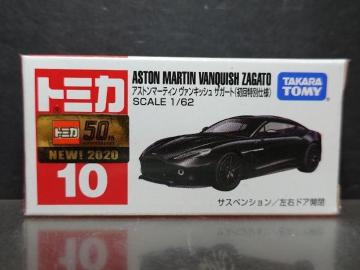 トミカ
ASTON MARTIN VANQUISH ZAGATO
アストンマーティン ヴァンキッシュ ザガート(初回特別仕様)
SCALE 1/62
TAKARA
TOMY
トミカ 50th
NEW! 2020
10
サスペンション/左右ドア開閉